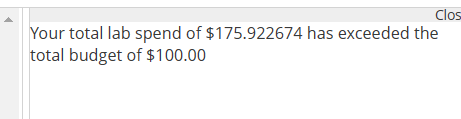 Clos
Your total lab spend of $175.922674 has exceeded the
total budget of $100.00